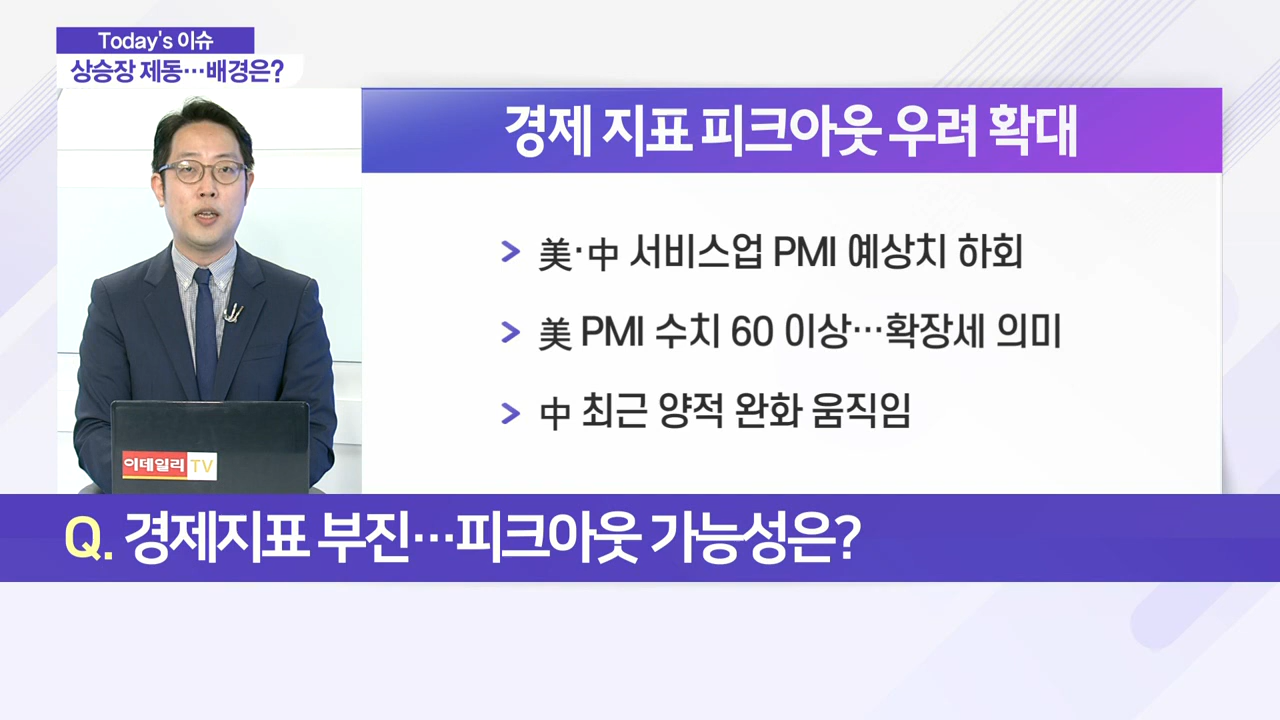 Today's 이슈
상승장 제동…배경은?
경제 지표 피크아웃 우려 확대
> 美·中 서비스업 PMI 예상치 하회
> 美 PMI 수치 60 이상…확장세 의미
> 中 최근 양적 완화 움직임
이데일리 TV
Q. 경제지표 부진…피크아웃 가능성은?